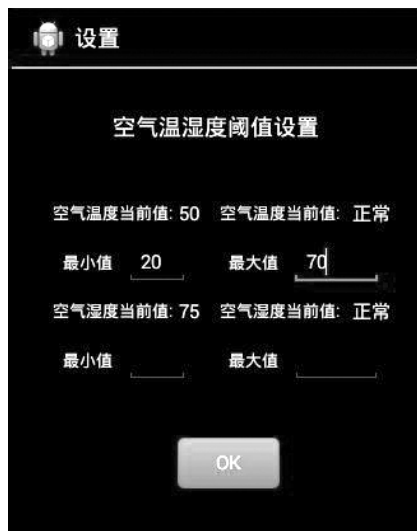 设置
空气温湿度阈值设置
空气温度当前值: 50 空气温度当前值: 正常
最小值 20 最大值 70
空气湿度当前值: 75 空气湿度当前值: 正常
最小值 最大值
OK